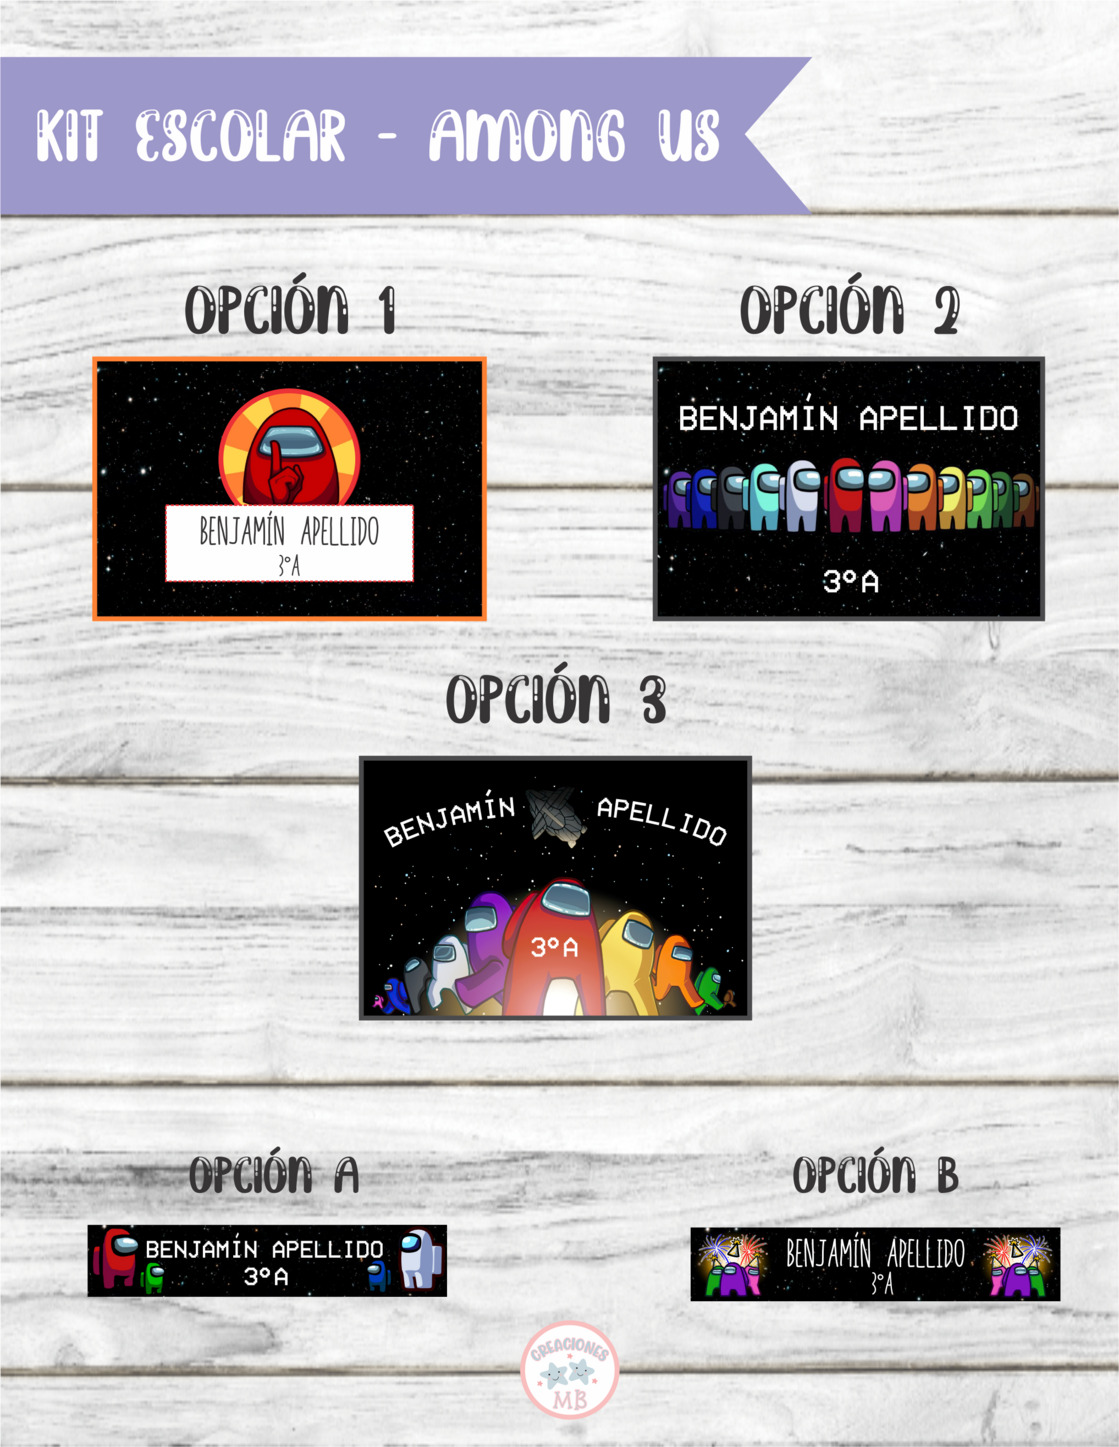 KIT ESCOLAR - AMONG US
OPCIÓN 1
BENJAMÍN APELLIDO
3°A
OPCIÓN 2
BENJAMÍN APELLIDO
3°A
OPCIÓN 3
BENJAMÍN APELLIDO
3°A
OPCIÓN A
BENJAMÍN APELLIDO
3°A
OPCIÓN B
BENJAMÍN APELLIDO
3°A
CREACIONES
MB